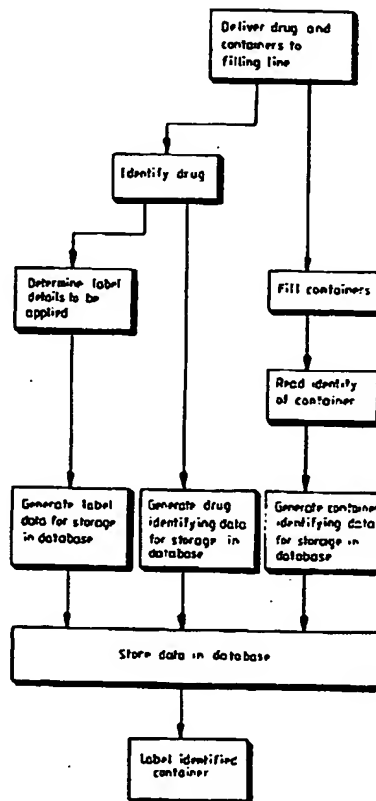 Deliver drug and
containers to
filling line
Identify drug
Determine label
details to be
applied
Fill containers
Read identity
of container
Generate label
data for storage
in database
Generate drug
identifying data
for storage in
database
Generate container
identifying data
for storage in
database
Store data in database
Label identified
container